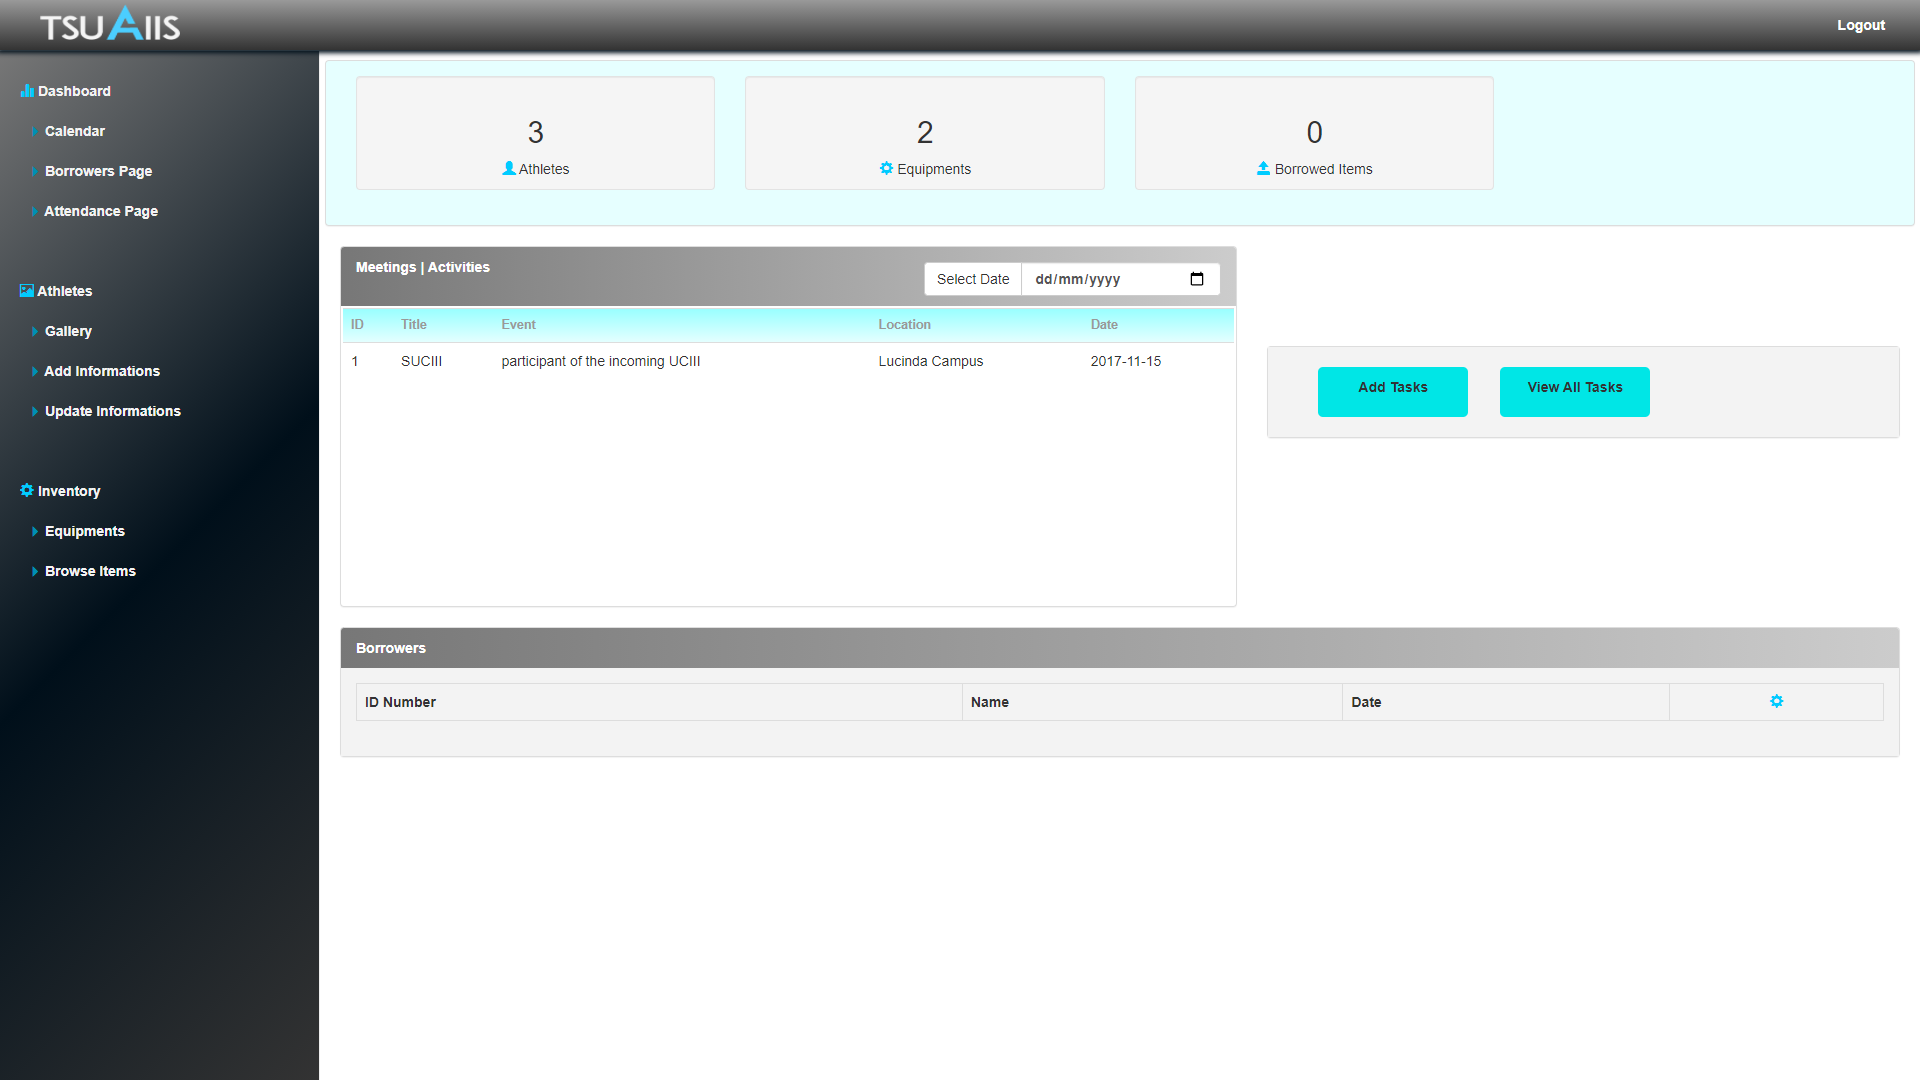 TSUAIIS
Logout
Dashboard
Calendar
Borrowers Page
Attendance Page
Athletes
Gallery
Add Informations
Update Informations
Inventory
Equipments
Browse Items
3
Athletes
2
Equipments
0
Borrowed Items
Meetings | Activities
Select Date dd/mm/yyyy
ID Title Event Location Date
1 SUCIII participant of the incoming UCIII Lucinda Campus 2017-11-15
Add Tasks View All Tasks
Borrowers
ID Number Name Date